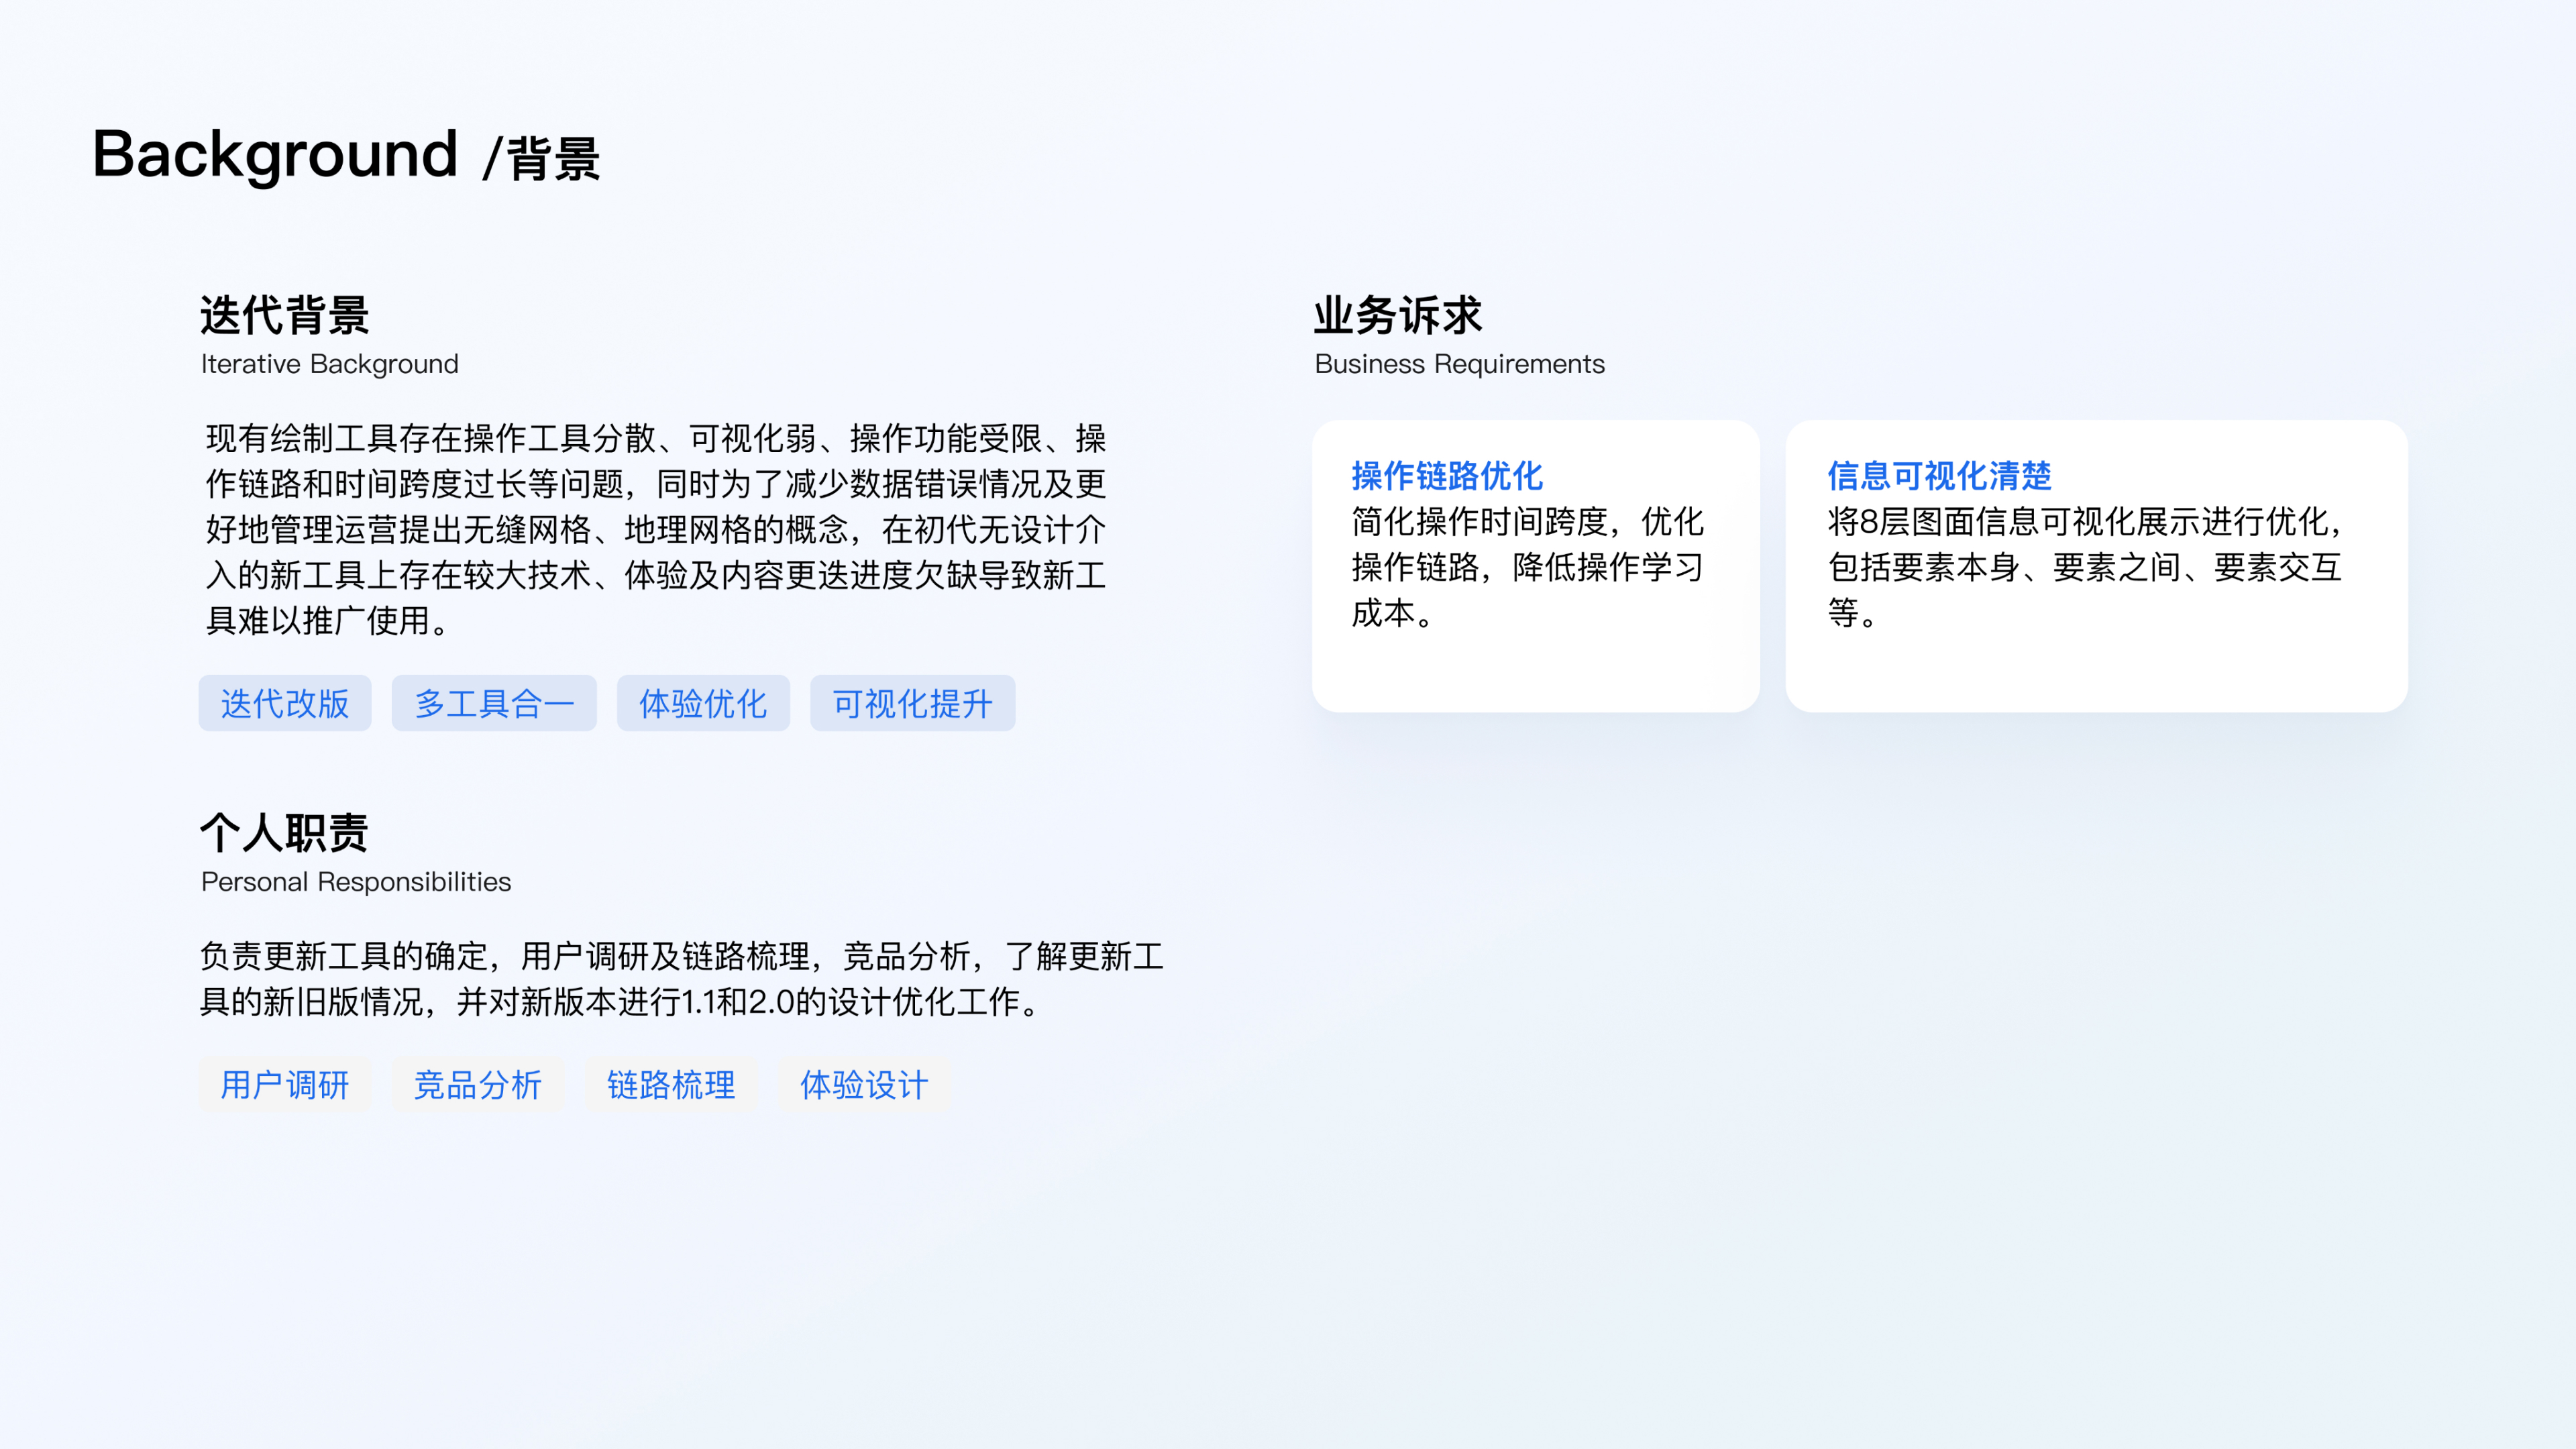 Background /背景
迭代背景
Iterative Background
现有绘制工具存在操作工具分散、可视化弱、操作功能受限、操
作链路和时间跨度过长等问题，同时为了减少数据错误情况及更
好地管理运营提出无缝网格、地理网格的概念，在初代无设计介
入的新工具上存在较大技术、体验及内容更迭进度欠缺导致新工
具难以推广使用。
迭代改版
多工具合一
体验优化
可视化提升
个人职责
Personal Responsibilities
负责更新工具的确定，用户调研及链路梳理，竞品分析，了解更新工
具的新旧版情况，并对新版本进行1.1和2.0的设计优化工作。
用户调研
竞品分析
链路梳理
体验设计
业务诉求
Business Requirements
操作链路优化
简化操作时间跨度，优化
操作链路，降低操作学习
成本。
信息可视化清楚
将8层图面信息可视化展示进行优化，
包括要素本身、要素之间、要素交互
等。